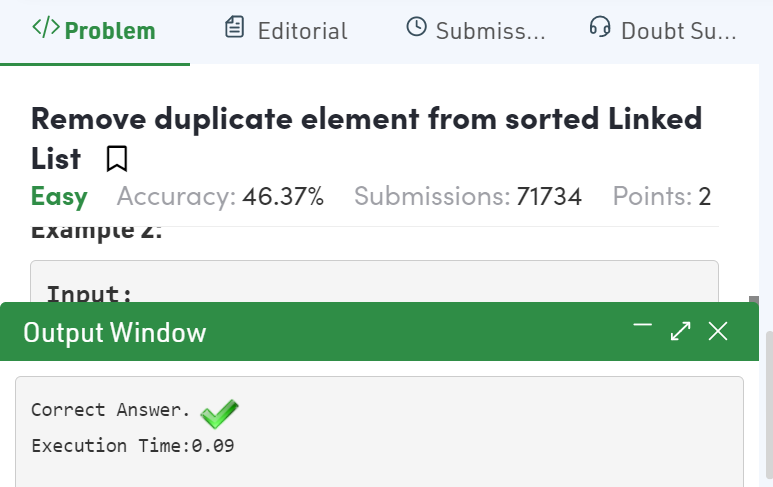 </> Problem Editorial Submiss... Doubt Su...
Remove duplicate element from sorted Linked
List
Easy Accuracy: 46.37% Submissions: 71734 Points: 2
Example 2:
Input:
Output Window
Correct Answer.
Execution Time:0.09